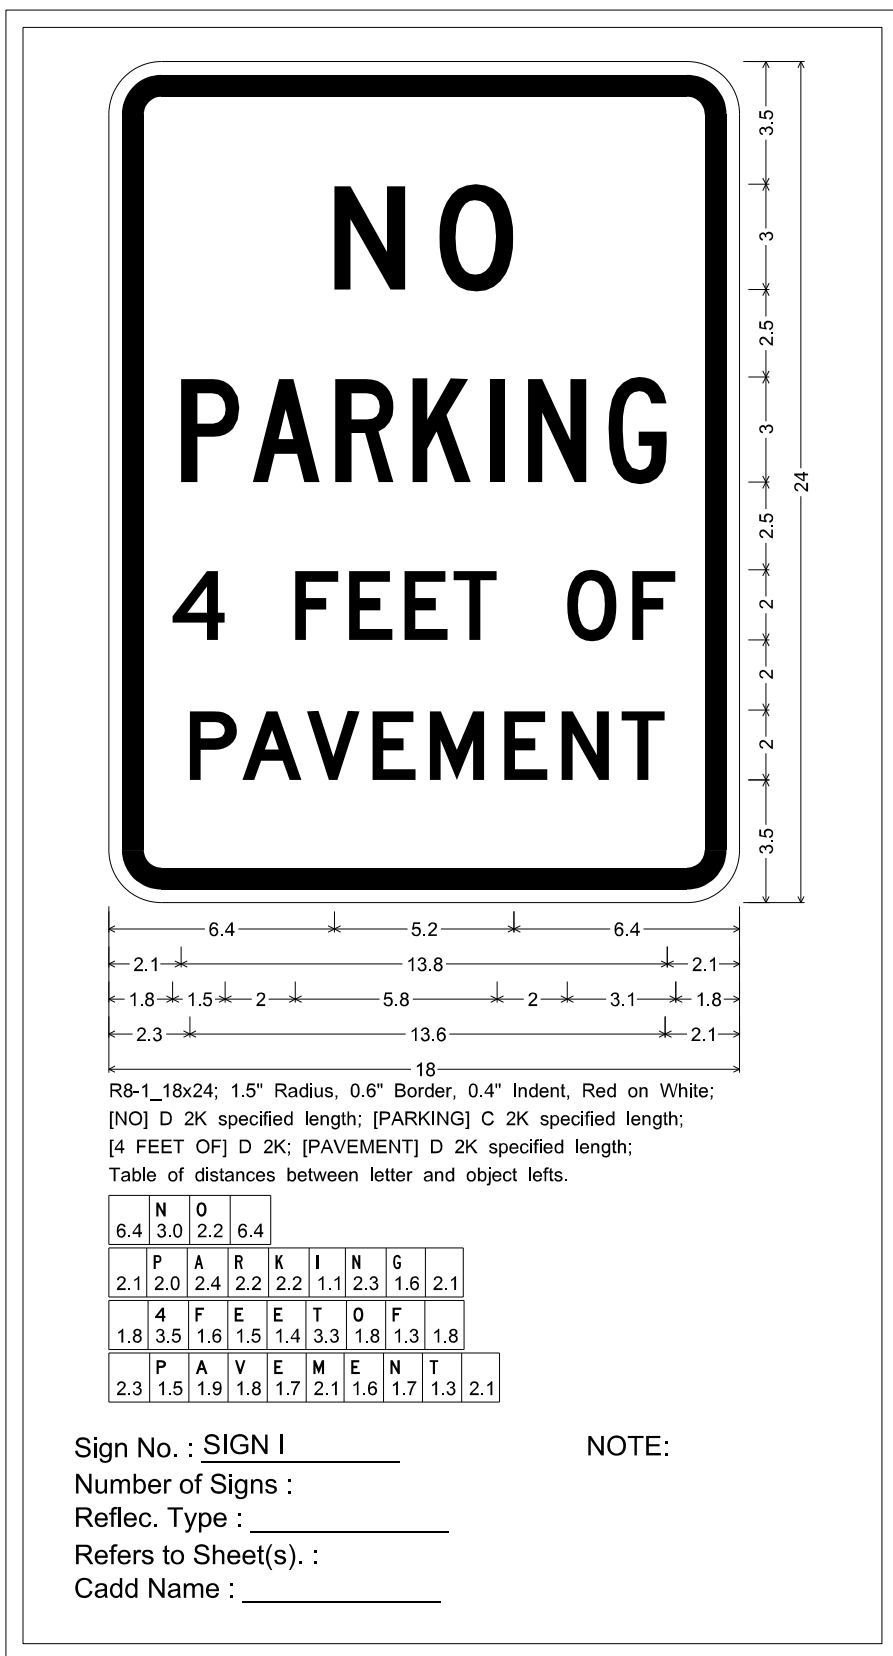 NO
PARKING
4 FEET OF
PAVEMENT
3.5
3
2.5
3
2.5
2
2
2
3.5
24
6.4 5.2 6.4
2.1 13.8 2.1
1.8 1.5 2 5.8 2 3.1 1.8
2.3 13.6 2.1
18
R8-1_18x24; 1.5" Radius, 0.6" Border, 0.4" Indent, Red on White;
[NO] D 2K specified length; [PARKING] C 2K specified length;
[4 FEET OF] D 2K; [PAVEMENT] D 2K specified length;
Table of distances between letter and object lefts.
N O
6.4 3.0 2.2 6.4
P A R K I N G
2.1 2.0 2.4 2.2 2.2 1.1 2.3 1.6 2.1
4 F E E T O F
1.8 3.5 1.6 1.5 1.4 3.3 1.8 1.3 1.8
P A V E M E N T
2.3 1.5 1.9 1.8 1.7 2.1 1.6 1.7 1.3 2.1
Sign No. : SIGN I NOTE:
Number of Signs :
Reflec. Type :
Refers to Sheet(s). :
Cadd Name :